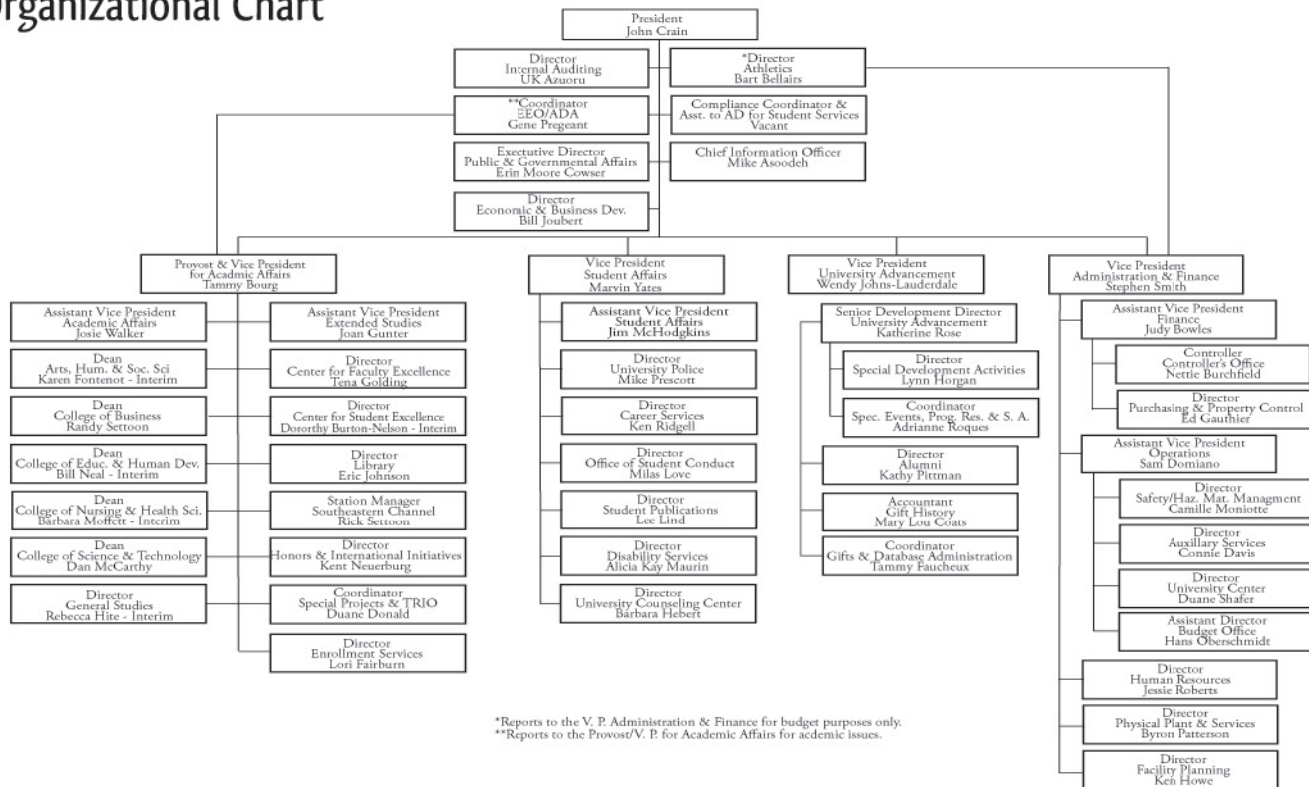 Organizational Chart
President
John Crain
Director
Internal Auditing
UK Azuoru
*Director
Athletics
Bart Bellairs
**Coordinator
EEO/ADA
Gene Pregeant
Compliance Coordinator &
Asst. to AD for Student Services
Vacant
Exectutive Director
Public & Governmental Affairs
Erin Moore Cowser
Chief Information Officer
Mike Asoodeh
Director
Economic & Business Dev.
Bill Joubert
Provost & Vice President
for Acadmic Affairs
Tammy Bourg
Assistant Vice President
Academic Affairs
Josie Walker
Assistant Vice President
Extended Studies
Joan Gunter
Dean
Arts, Hum. & Soc. Sci
Karen Fontenot - Interim
Director
Center for Faculty Excellence
Tena Golding
Dean
College of Business
Randy Settoon
Director
Center for Student Excellence
Dororthy Burton-Nelson - Interim
Dean
College of Educ. & Human Dev.
Bill Neal - Interim
Director
Library
Eric Johnson
Dean
College of Nursing & Health Sci.
Barbara Moffett - Interim
Station Manager
Southeastern Channel
Rick Settoon
Dean
College of Science & Technology
Dan McCarthy
Director
Honors & International Initiatives
Kent Neuerburg
Director
General Studies
Rebecca Hite - Interim
Coordinator
Special Projects & TRIO
Duane Donald
Director
Enrollment Services
Lori Fairburn
Vice President
Student Affairs
Marvin Yates
Assistant Vice President
Student Affairs
Jim McHodgkins
Director
University Police
Mike Prescott
Director
Career Services
Ken Ridgell
Director
Office of Student Conduct
Milas Love
Director
Student Publications
Lee Lind
Director
Disability Services
Alicia Kay Maurin
Director
University Counseling Center
Barbara Hebert
Vice President
University Advancement
Wendy Johns-Lauderdale
Senior Development Director
University Advancement
Katherine Rose
Director
Special Development Activities
Lynn Horgan
Coordinator
Spec. Events, Prog. Res. & S. A.
Adrianne Roques
Director
Alumni
Kathy Pittman
Accountant
Gift History
Mary Lou Coats
Coordinator
Gifts & Database Administration
Tammy Faucheux
Vice President
Administration & Finance
Stephen Smith
Assistant Vice President
Finance
Judy Bowles
Controller
Controller's Office
Nettie Burchfield
Director
Purchasing & Property Control
Ed Gauthier
Assistant Vice President
Operations
Sam Domiano
Director
Safety/Haz. Mat. Managment
Camille Moniotte
Director
Auxillary Services
Connie Davis
Director
University Center
Duane Shafer
Assistant Director
Budget Office
Hans Oberschmidt
Director
Human Resources
Jessie Roberts
Director
Physical Plant & Services
Byron Patterson
Director
Facility Planning
Ken Howe
*Reports to the V. P. Administration & Finance for budget purposes only.
**Reports to the Provost/V. P. for Academic Affairs for acdemic issues.